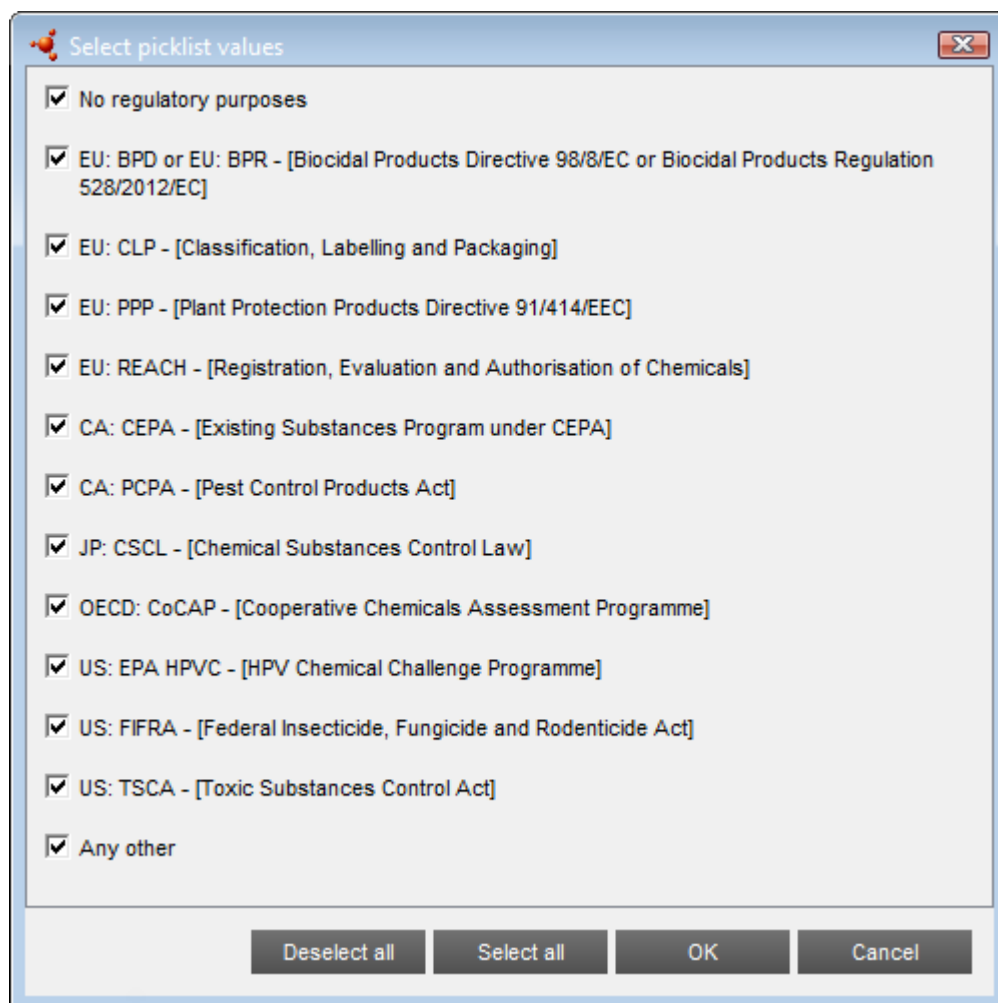 Select picklist values
No regulatory purposes
EU: BPD or EU: BPR - [Biocidal Products Directive 98/8/EC or Biocidal Products Regulation
528/2012/EC]
EU: CLP - [Classification, Labelling and Packaging]
EU: PPP - [Plant Protection Products Directive 91/414/EEC]
EU: REACH - [Registration, Evaluation and Authorisation of Chemicals]
CA: CEPA - [Existing Substances Program under CEPA]
CA: PCPA - [Pest Control Products Act]
JP: CSCL - [Chemical Substances Control Law]
OECD: CoCAP - [Cooperative Chemicals Assessment Programme]
US: EPA HPVC - [HPV Chemical Challenge Programme]
US: FIFRA - [Federal Insecticide, Fungicide and Rodenticide Act]
US: TSCA - [Toxic Substances Control Act]
Any other
Deselect all Select all OK Cancel